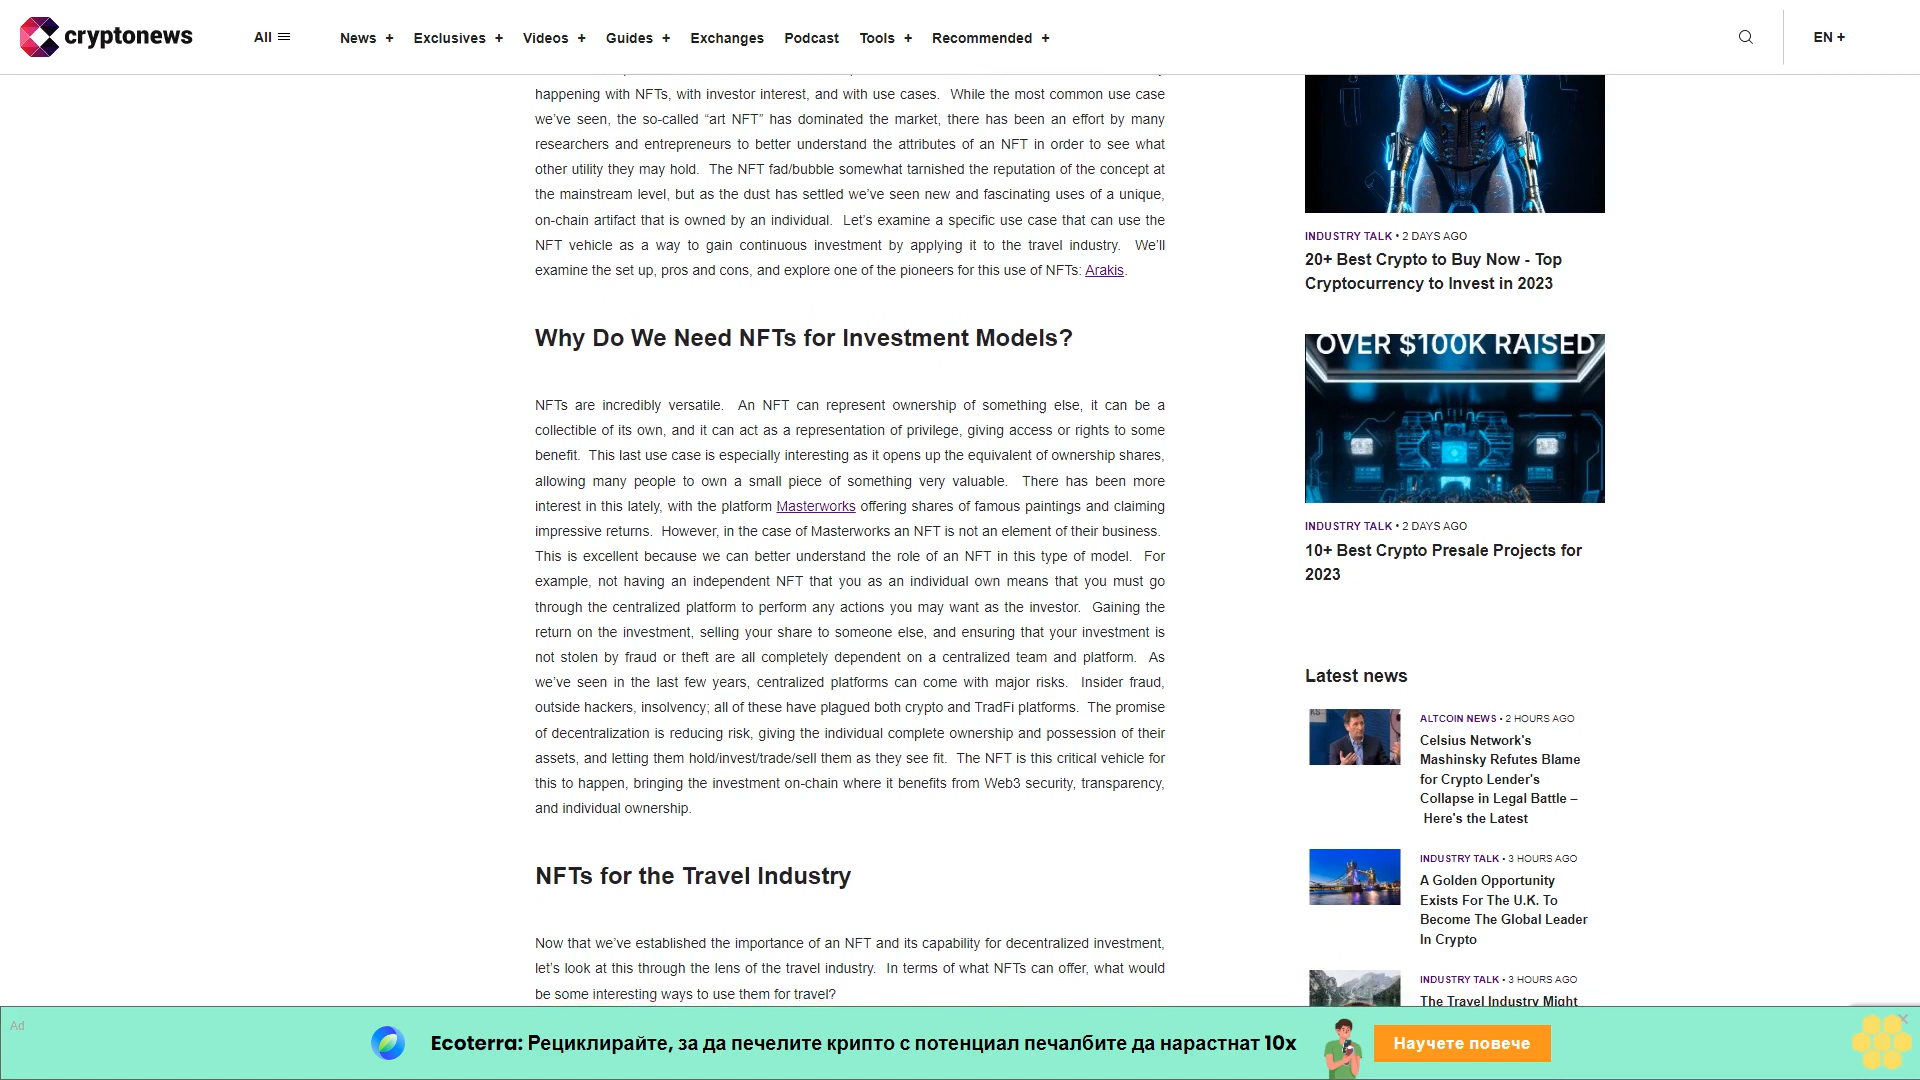 cryptonews
All
News +
Exclusives +
Videos +
Guides +
Exchanges
Podcast
Tools +
Recommended +
EN +
happening with NFTs, with investor interest, and with use cases. While the most common use case
we’ve seen, the so-called “art NFT” has dominated the market, there has been an effort by many
researchers and entrepreneurs to better understand the attributes of an NFT in order to see what
other utility they may hold. The NFT fad/bubble somewhat tarnished the reputation of the concept at
the mainstream level, but as the dust has settled we’ve seen new and fascinating uses of a unique,
on-chain artifact that is owned by an individual. Let’s examine a specific use case that can use the
NFT vehicle as a way to gain continuous investment by applying it to the travel industry. We’ll
examine the set up, pros and cons, and explore one of the pioneers for this use of NFTs: Arakis.
Why Do We Need NFTs for Investment Models?
NFTs are incredibly versatile. An NFT can represent ownership of something else, it can be a
collectible of its own, and it can act as a representation of privilege, giving access or rights to some
benefit. This last use case is especially interesting as it opens up the equivalent of ownership shares,
allowing many people to own a small piece of something very valuable. There has been more
interest in this lately, with the platform Masterworks offering shares of famous paintings and claiming
impressive returns. However, in the case of Masterworks an NFT is not an element of their business.
This is excellent because we can better understand the role of an NFT in this type of model. For
example, not having an independent NFT that you as an individual own means that you must go
through the centralized platform to perform any actions you may want as the investor. Gaining the
return on the investment, selling your share to someone else, and ensuring that your investment is
not stolen by fraud or theft are all completely dependent on a centralized team and platform. As
we’ve seen in the last few years, centralized platforms can come with major risks. Insider fraud,
outside hackers, insolvency; all of these have plagued both crypto and TradFi platforms. The promise
of decentralization is reducing risk, giving the individual complete ownership and possession of their
assets, and letting them hold/invest/trade/sell them as they see fit. The NFT is this critical vehicle for
this to happen, bringing the investment on-chain where it benefits from Web3 security, transparency,
and individual ownership.
NFTs for the Travel Industry
Now that we’ve established the importance of an NFT and its capability for decentralized investment,
let’s look at this through the lens of the travel industry. In terms of what NFTs can offer, what would
be some interesting ways to use them for travel?
INDUSTRY TALK • 2 DAYS AGO
20+ Best Crypto to Buy Now - Top
Cryptocurrency to Invest in 2023
OVER $100K RAISED
INDUSTRY TALK • 2 DAYS AGO
10+ Best Crypto Presale Projects for
2023
Latest news
ALTCOIN NEWS • 2 HOURS AGO
Celsius Network's
Mashinsky Refutes Blame
for Crypto Lender's
Collapse in Legal Battle –
Here's the Latest
INDUSTRY TALK • 3 HOURS AGO
A Golden Opportunity
Exists For The U.K. To
Become The Global Leader
In Crypto
INDUSTRY TALK • 3 HOURS AGO
The Travel Industry Might
Ad
Ecoterra: Рециклирайте, за да печелите крипто с потенциал печалбите да нарастнат 10x
Научете повече